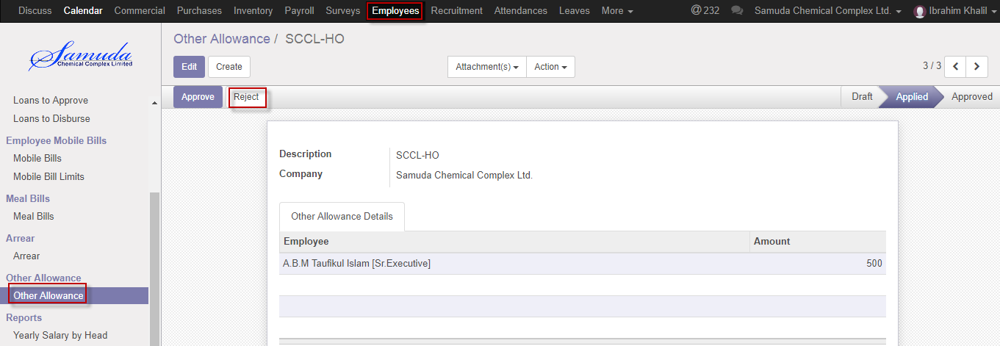 Discuss Calendar Commercial Purchases Inventory Payroll Surveys Employees Recruitment Attendances Leaves More @ 232 Samuda Chemical Complex Ltd. Ibrahim Khalil
Samuda
Chemical Complex Limited
Other Allowance / SCCL-HO
Edit Create Attachment(s) Action 3 / 3
Approve Reject Draft Applied Approved
Loans to Approve
Loans to Disburse
Employee Mobile Bills
Mobile Bills
Mobile Bill Limits
Meal Bills
Meal Bills
Arrear
Arrear
Other Allowance
Other Allowance
Reports
Yearly Salary by Head
Description SCCL-HO
Company Samuda Chemical Complex Ltd.
Other Allowance Details
Employee Amount
A.B.M Taufikul Islam [Sr.Executive] 500